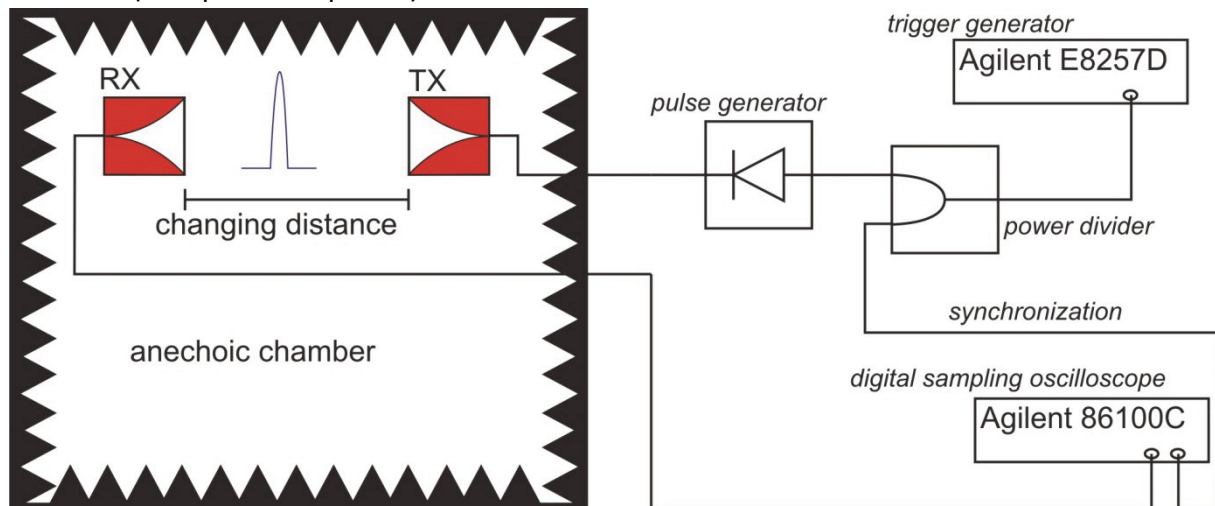 trigger generator
Agilent E8257D
RX
TX
pulse generator
changing distance
power divider
synchronization
anechoic chamber
digital sampling oscilloscope
Agilent 86100C